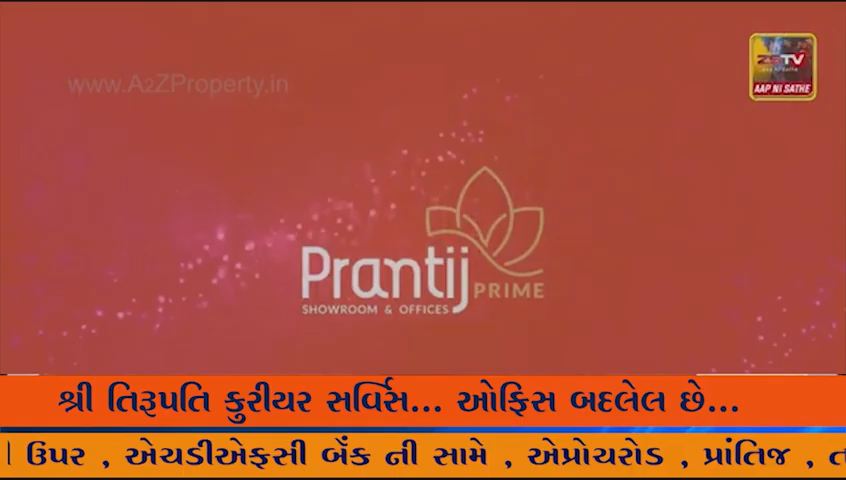 www.A2ZProperty.in
TV
AAP NI SATHE
Prantij
PRIME
SHOWROOM & OFFICES
શ્રી તિરૂપતિ કુરીયર સર્વિસ... ઓફિસ બદલેલ છે...
ઉપર , એચડીએફસી બેંક ની સામે , એપ્રોચરોડ , પ્રાંતિજ ,